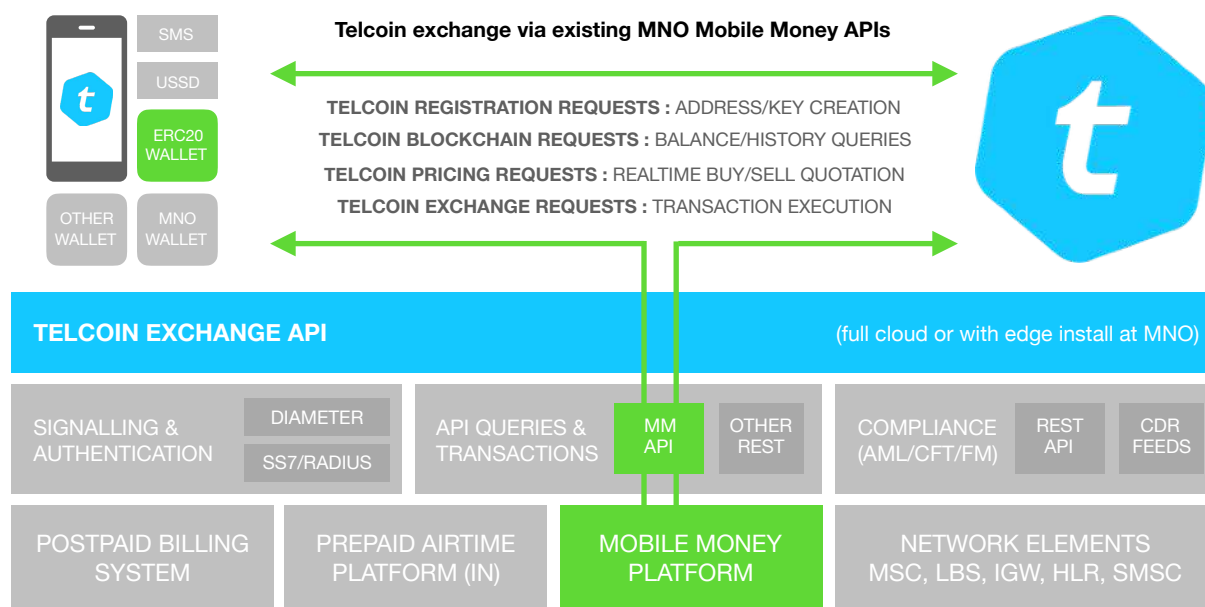 Telcoin exchange via existing MNO Mobile Money APIs
SMS
USSD
t
ERC20
WALLET
OTHER
WALLET
MNO
WALLET
TELCOIN REGISTRATION REQUESTS : ADDRESS/KEY CREATION
TELCOIN BLOCKCHAIN REQUESTS : BALANCE/HISTORY QUERIES
TELCOIN PRICING REQUESTS : REALTIME BUY/SELL QUOTATION
TELCOIN EXCHANGE REQUESTS : TRANSACTION EXECUTION
t
TELCOIN EXCHANGE API
(full cloud or with edge install at MNO)
SIGNALLING &
AUTHENTICATION
DIAMETER
SS7/RADIUS
API QUERIES &
TRANSACTIONS
MM
API
OTHER
REST
COMPLIANCE
(AML/CFT/FM)
REST
API
CDR
FEEDS
POSTPAID BILLING
SYSTEM
PREPAID AIRTIME
PLATFORM (IN)
MOBILE MONEY
PLATFORM
NETWORK ELEMENTS
MSC, LBS, IGW, HLR, SMSC